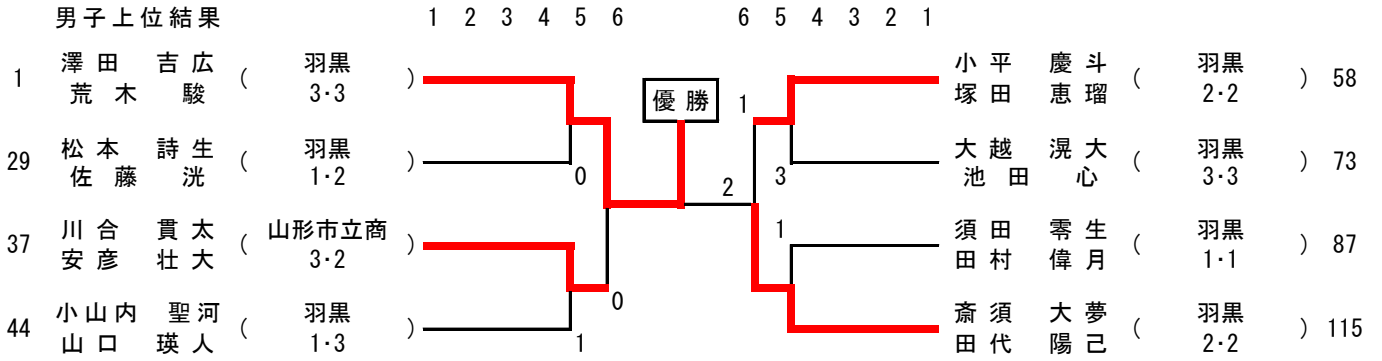 男子上位結果 1 2 3 4 5 6 6 5 4 3 2 1
1 澤田 吉広 荒木 駿 ( 羽黒 3・3 )
29 松本 詩生 佐藤 洸 ( 羽黒 1・2 ) 0
37 川合 貫太 安彦 壮大 ( 山形市立商 3・2 )
0
44 小山内 聖河 山口 瑛人 ( 羽黒 1・3 ) 1
優勝
2
小平 慶斗 塚田 恵瑠 ( 羽黒 2・2 ) 58
1
大越 滉大 池田 心 ( 羽黒 3・3 ) 73
3
須田 零生 田村 偉月 ( 羽黒 1・1 ) 87
1
斎須 大夢 田代 陽己 ( 羽黒 2・2 ) 115